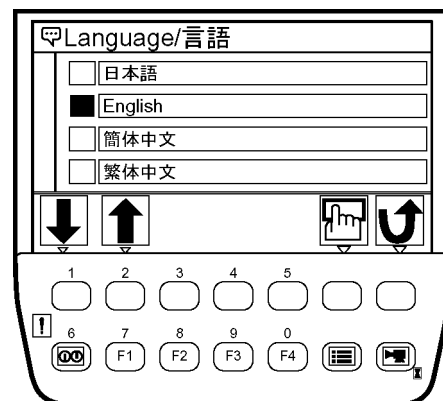 Language/言語
日本語
English
簡体中文
繁体中文
1 2 3 4 5
! 6 7 8 9 0
F1 F2 F3 F4